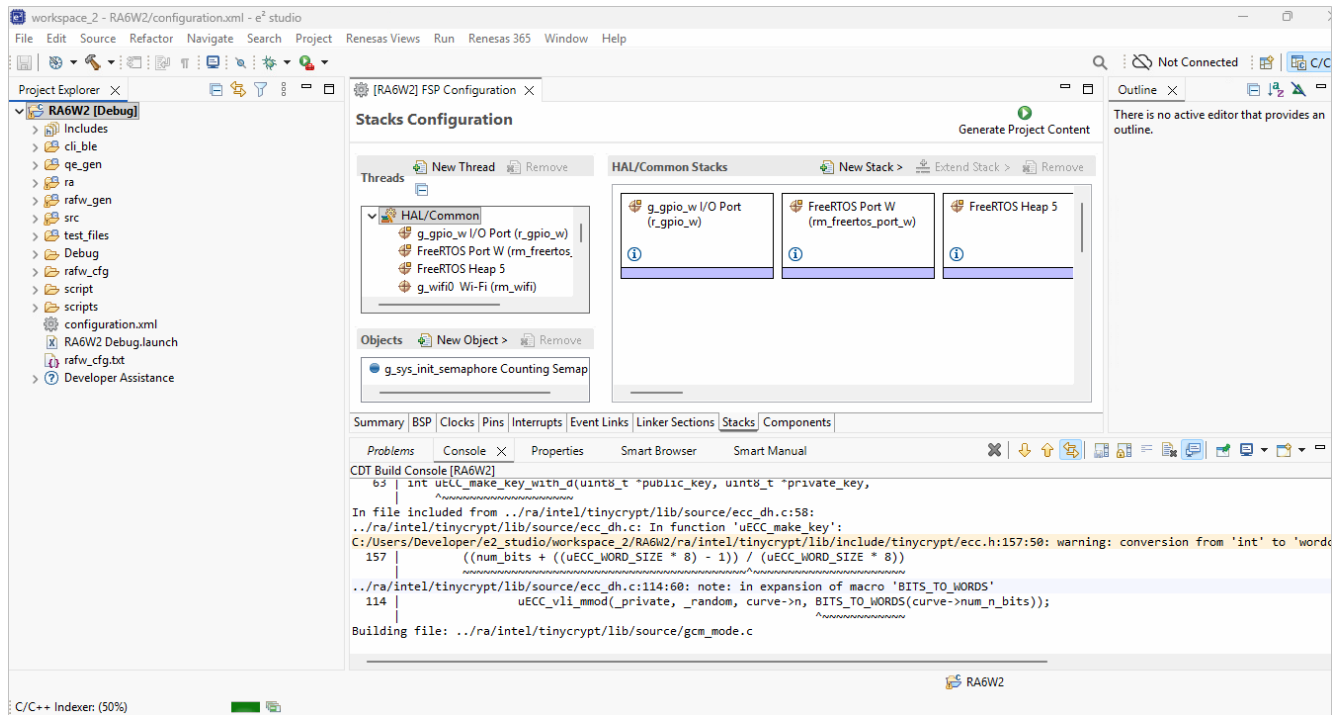 workspace_2 - RA6W2/configuration.xml - e² studio
File Edit Source Refactor Navigate Search Project Renesas Views Run Renesas 365 Window Help
Not Connected
C/C
Project Explorer
RA6W2 [Debug]
Includes
cli_ble
qe_gen
ra
rafw_gen
src
test_files
Debug
rafw_cfg
script
scripts
configuration.xml
RA6W2 Debug.launch
rafw_cfg.txt
Developer Assistance
[RA6W2] FSP Configuration
Stacks Configuration
Generate Project Content
Threads
New Thread
Remove
HAL/Common
g_gpio_w I/O Port (r_gpio_w)
FreeRTOS Port W (rm_freertos_
FreeRTOS Heap 5
g_wifi0 Wi-Fi (rm_wifi)
Objects
New Object >
Remove
g_sys_init_semaphore Counting Semap
HAL/Common Stacks
New Stack >
Extend Stack >
Remove
g_gpio_w I/O Port
(r_gpio_w)
FreeRTOS Port W
(rm_freertos_port_w)
FreeRTOS Heap 5
Summary BSP Clocks Pins Interrupts Event Links Linker Sections Stacks Components
Outline
There is no active editor that provides an
outline.
Problems Console Properties Smart Browser Smart Manual
CDT Build Console [RA6W2]
63 | int uECC_make_key_with_d(uint8_t *public_key, uint8_t *private_key,
| ^~~~~~~~~~~~~~~~~~~~
In file included from ../ra/intel/tinycrypt/lib/source/ecc_dh.c:58:
../ra/intel/tinycrypt/lib/source/ecc_dh.c: In function 'uECC_make_key':
C:/Users/Developer/e2_studio/workspace_2/RA6W2/ra/intel/tinycrypt/lib/include/tinycrypt/ecc.h:157:50: warning: conversion from 'int' to 'wordc
157 | ((num_bits + ((uECC_WORD_SIZE * 8) - 1)) / (uECC_WORD_SIZE * 8))
| ~~~~~~~~~~~~~~~~~~~~~~~~~~~~~~~~~~~~~~~~~^~~~~~~~~~~~~~~~~~~~~~
../ra/intel/tinycrypt/lib/source/ecc_dh.c:114:60: note: in expansion of macro 'BITS_TO_WORDS'
114 | uECC_vli_mmod(_private, _random, curve->n, BITS_TO_WORDS(curve->num_n_bits));
| ^~~~~~~~~~~~~
Building file: ../ra/intel/tinycrypt/lib/source/gcm_mode.c
RA6W2
C/C++ Indexer: (50%)